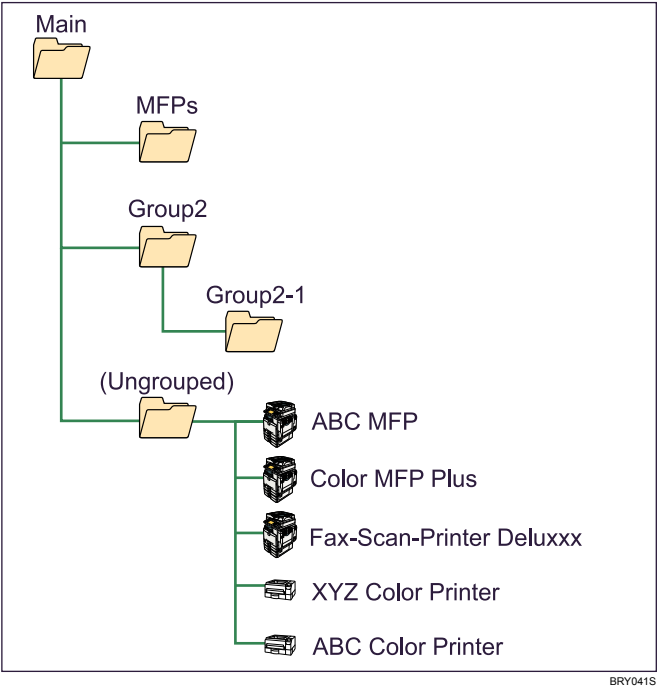 Main
MFPs
Group2
Group2-1
(Ungrouped)
ABC MFP
Color MFP Plus
Fax-Scan-Printer Deluxxx
XYZ Color Printer
ABC Color Printer
BRY041S